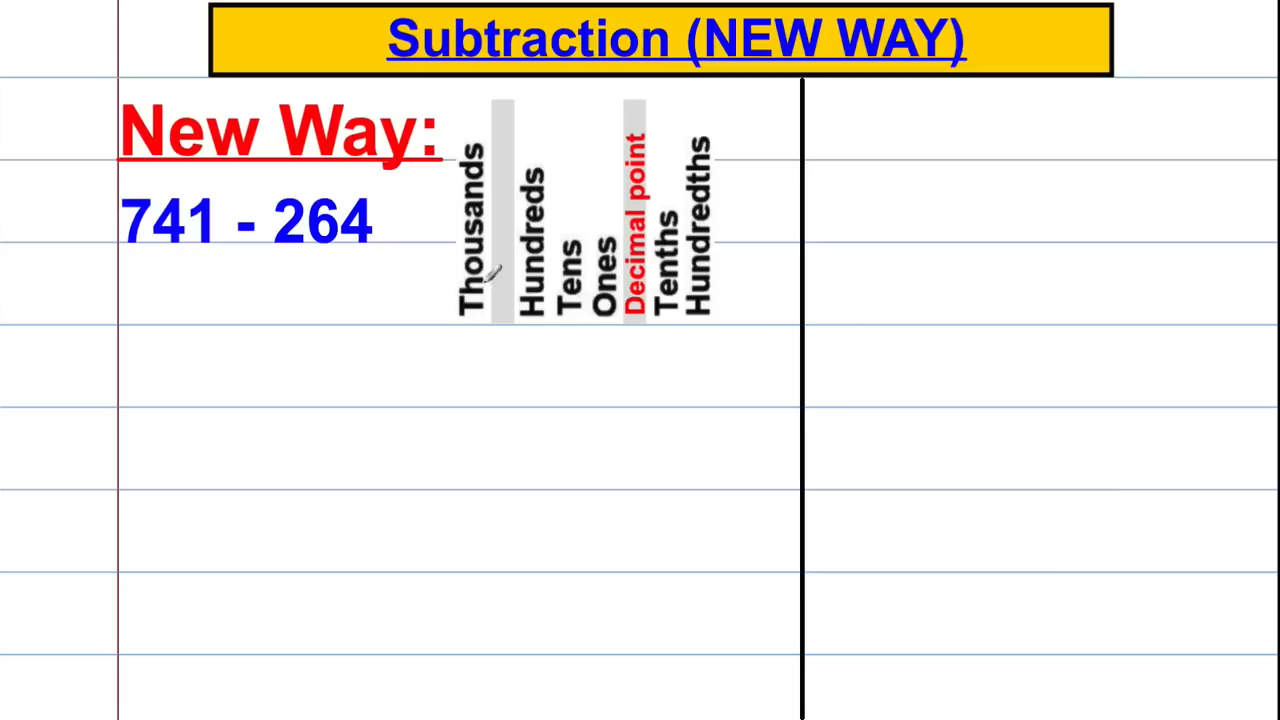 Subtraction (NEW WAY)
New Way:
741 - 264
Thousands
Hundreds
Tens
Ones
Decimal point
Tenths
Hundredths